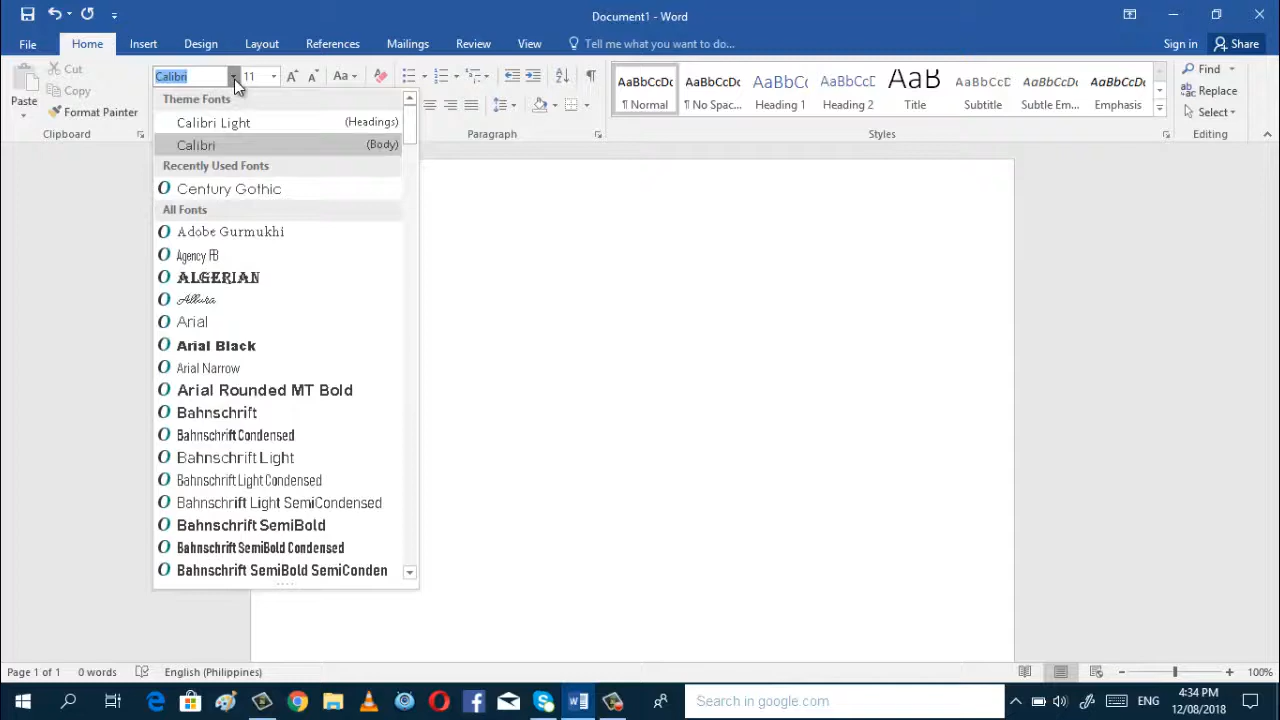 Document1 - Word
File Home Insert Design Layout References Mailings Review View Tell me what you want to do... Sign in Share
Cut
Copy
Paste
Format Painter
Clipboard
Calibri 11 Aa
Paragraph
AaBbCcDc AaBbCcDc AaBbCc AaBbCcD AaB AaBbCcD AaBbCcDc AaBbCcDc
¶ Normal ¶ No Spac... Heading 1 Heading 2 Title Subtitle Subtle Em... Emphasis
Styles
Find
Replace
Select
Editing
Theme Fonts
Calibri Light (Headings)
Calibri (Body)
Recently Used Fonts
Century Gothic
All Fonts
Adobe Gurmukhi
Agency FB
ALGERIAN
Allura
Arial
Arial Black
Arial Narrow
Arial Rounded MT Bold
Bahnschrift
Bahnschrift Condensed
Bahnschrift Light
Bahnschrift Light Condensed
Bahnschrift Light SemiCondensed
Bahnschrift SemiBold
Bahnschrift SemiBold Condensed
Bahnschrift SemiBold SemiConden
Page 1 of 1 0 words English (Philippines) 100%
Search in google.com ENG 4:34 PM
12/08/2018